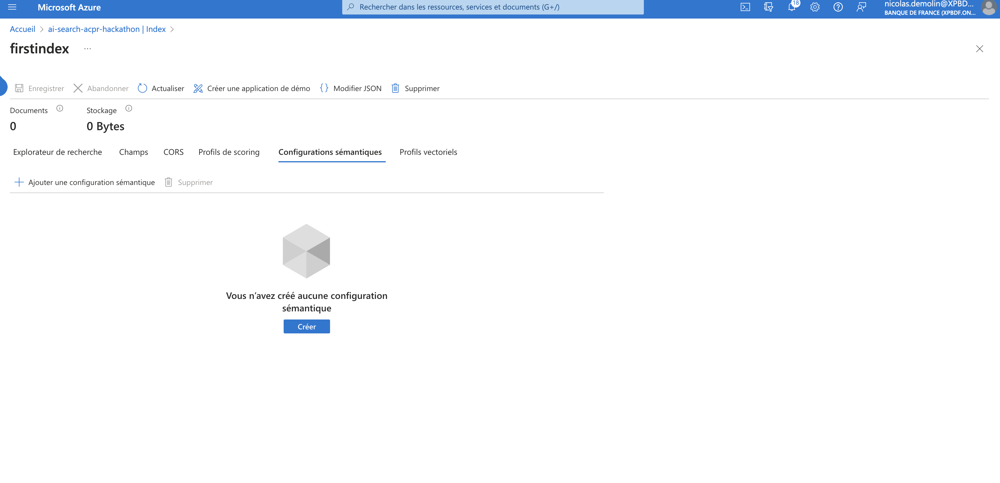 Microsoft Azure
Rechercher dans les ressources, services et documents (G+/)
18
nicolas.demolin@XPBD...
BANQUE DE FRANCE (XPBDF.ON...
Accueil > ai-search-acpr-hackathon | Index >
firstindex ...
Enregistrer Abandonner Actualiser Créer une application de démo Modifier JSON Supprimer
Documents Stockage
0 0 Bytes
Explorateur de recherche Champs CORS Profils de scoring Configurations sémantiques Profils vectoriels
Ajouter une configuration sémantique Supprimer
Vous n’avez créé aucune configuration
sémantique
Créer